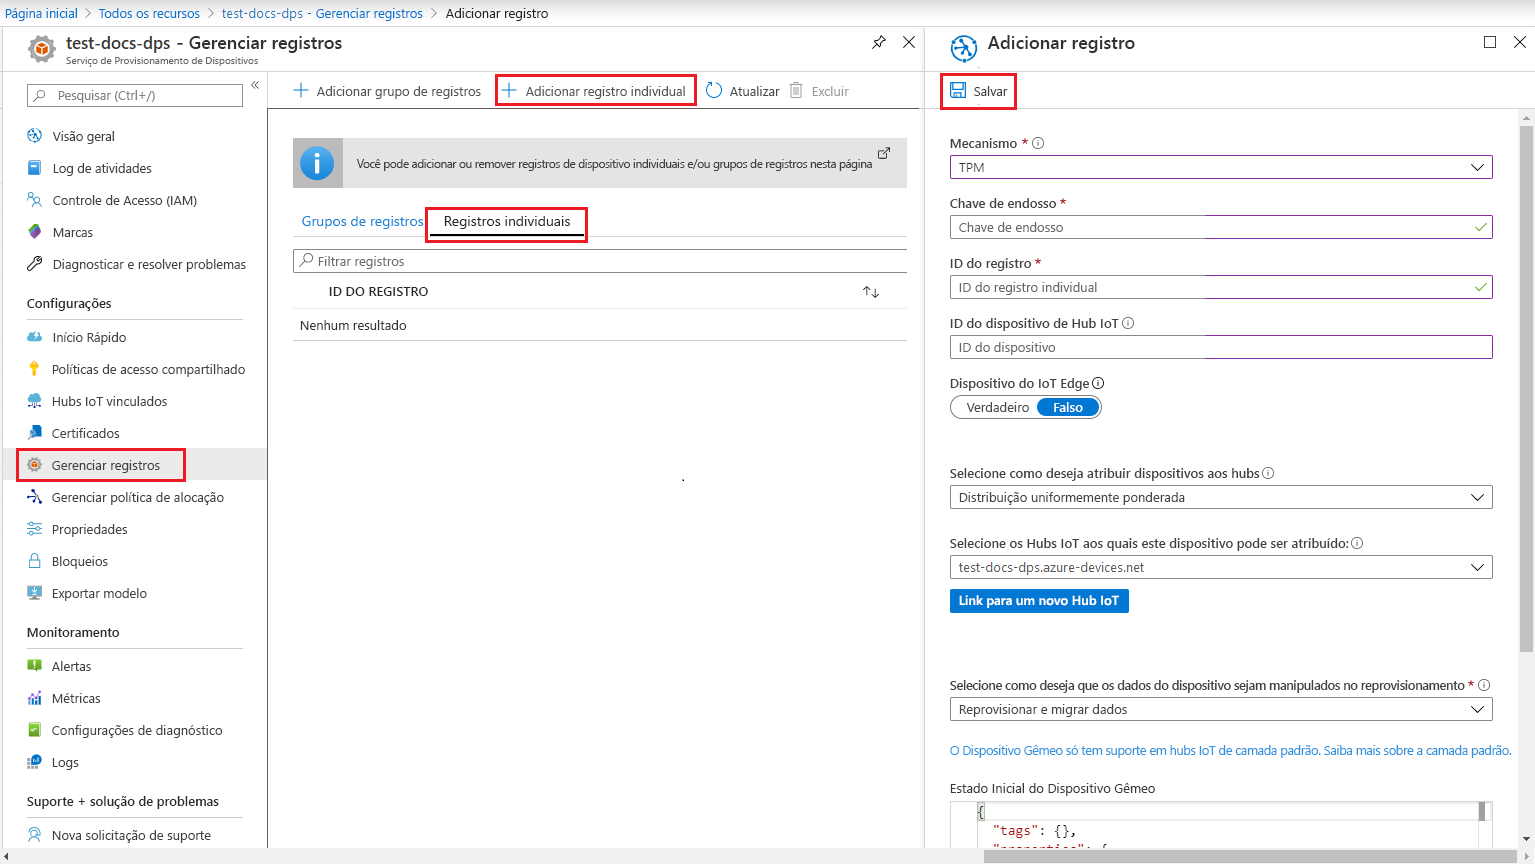 Página inicial > Todos os recursos > test-docs-dps - Gerenciar registros > Adicionar registro
test-docs-dps - Gerenciar registros
Serviço de Provisionamento de Dispositivos
Pesquisar (Ctrl+/)
«
Visão geral
Log de atividades
Controle de Acesso (IAM)
Marcas
Diagnosticar e resolver problemas
Configurações
Início Rápido
Políticas de acesso compartilhado
Hubs IoT vinculados
Certificados
Gerenciar registros
Gerenciar política de alocação
Propriedades
Bloqueios
Exportar modelo
Monitoramento
Alertas
Métricas
Configurações de diagnóstico
Logs
Suporte + solução de problemas
Nova solicitação de suporte
Adicionar grupo de registros
Adicionar registro individual
Atualizar
Excluir
Você pode adicionar ou remover registros de dispositivo individuais e/ou grupos de registros nesta página
Grupos de registros
Registros individuais
Filtrar registros
ID DO REGISTRO
Nenhum resultado
.
Adicionar registro
Salvar
Mecanismo *
TPM
Chave de endosso *
Chave de endosso
ID do registro *
ID do registro individual
ID do dispositivo de Hub IoT
ID do dispositivo
Dispositivo do IoT Edge
Verdadeiro Falso
Selecione como deseja atribuir dispositivos aos hubs
Distribuição uniformemente ponderada
Selecione os Hubs IoT aos quais este dispositivo pode ser atribuído:
test-docs-dps.azure-devices.net
Link para um novo Hub IoT
Selecione como deseja que os dados do dispositivo sejam manipulados no reprovisionamento *
Reprovisionar e migrar dados
O Dispositivo Gêmeo só tem suporte em hubs IoT de camada padrão. Saiba mais sobre a camada padrão.
Estado Inicial do Dispositivo Gêmeo
{
"tags": {},
"properties": {